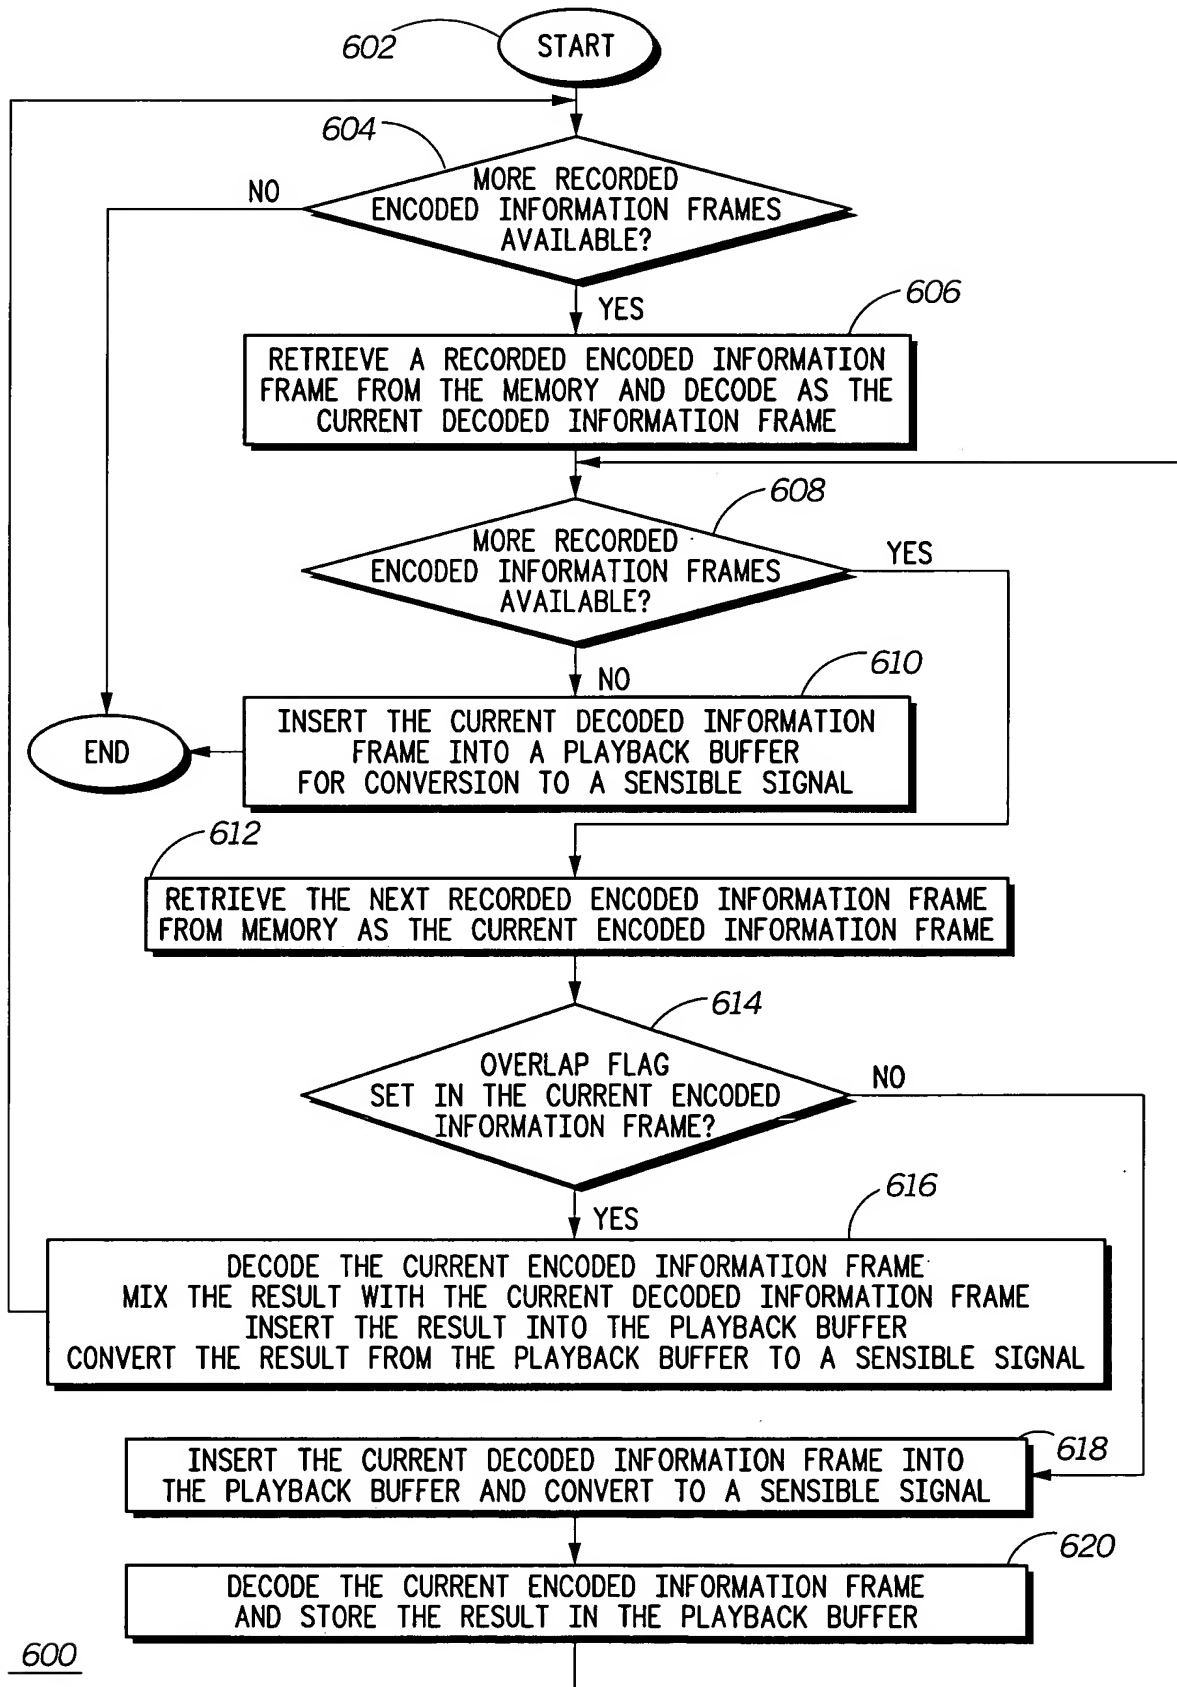 602
START
604
MORE RECORDED
ENCODED INFORMATION FRAMES
AVAILABLE?
NO
YES
606
RETRIEVE A RECORDED ENCODED INFORMATION
FRAME FROM THE MEMORY AND DECODE AS THE
CURRENT DECODED INFORMATION FRAME
608
MORE RECORDED
ENCODED INFORMATION FRAMES
AVAILABLE?
YES
NO
610
INSERT THE CURRENT DECODED INFORMATION
FRAME INTO A PLAYBACK BUFFER
FOR CONVERSION TO A SENSIBLE SIGNAL
END
612
RETRIEVE THE NEXT RECORDED ENCODED INFORMATION FRAME
FROM MEMORY AS THE CURRENT ENCODED INFORMATION FRAME
614
OVERLAP FLAG
SET IN THE CURRENT ENCODED
INFORMATION FRAME?
NO
YES
616
DECODE THE CURRENT ENCODED INFORMATION FRAME
MIX THE RESULT WITH THE CURRENT DECODED INFORMATION FRAME
INSERT THE RESULT INTO THE PLAYBACK BUFFER
CONVERT THE RESULT FROM THE PLAYBACK BUFFER TO A SENSIBLE SIGNAL
618
INSERT THE CURRENT DECODED INFORMATION FRAME INTO
THE PLAYBACK BUFFER AND CONVERT TO A SENSIBLE SIGNAL
620
DECODE THE CURRENT ENCODED INFORMATION FRAME
AND STORE THE RESULT IN THE PLAYBACK BUFFER
600